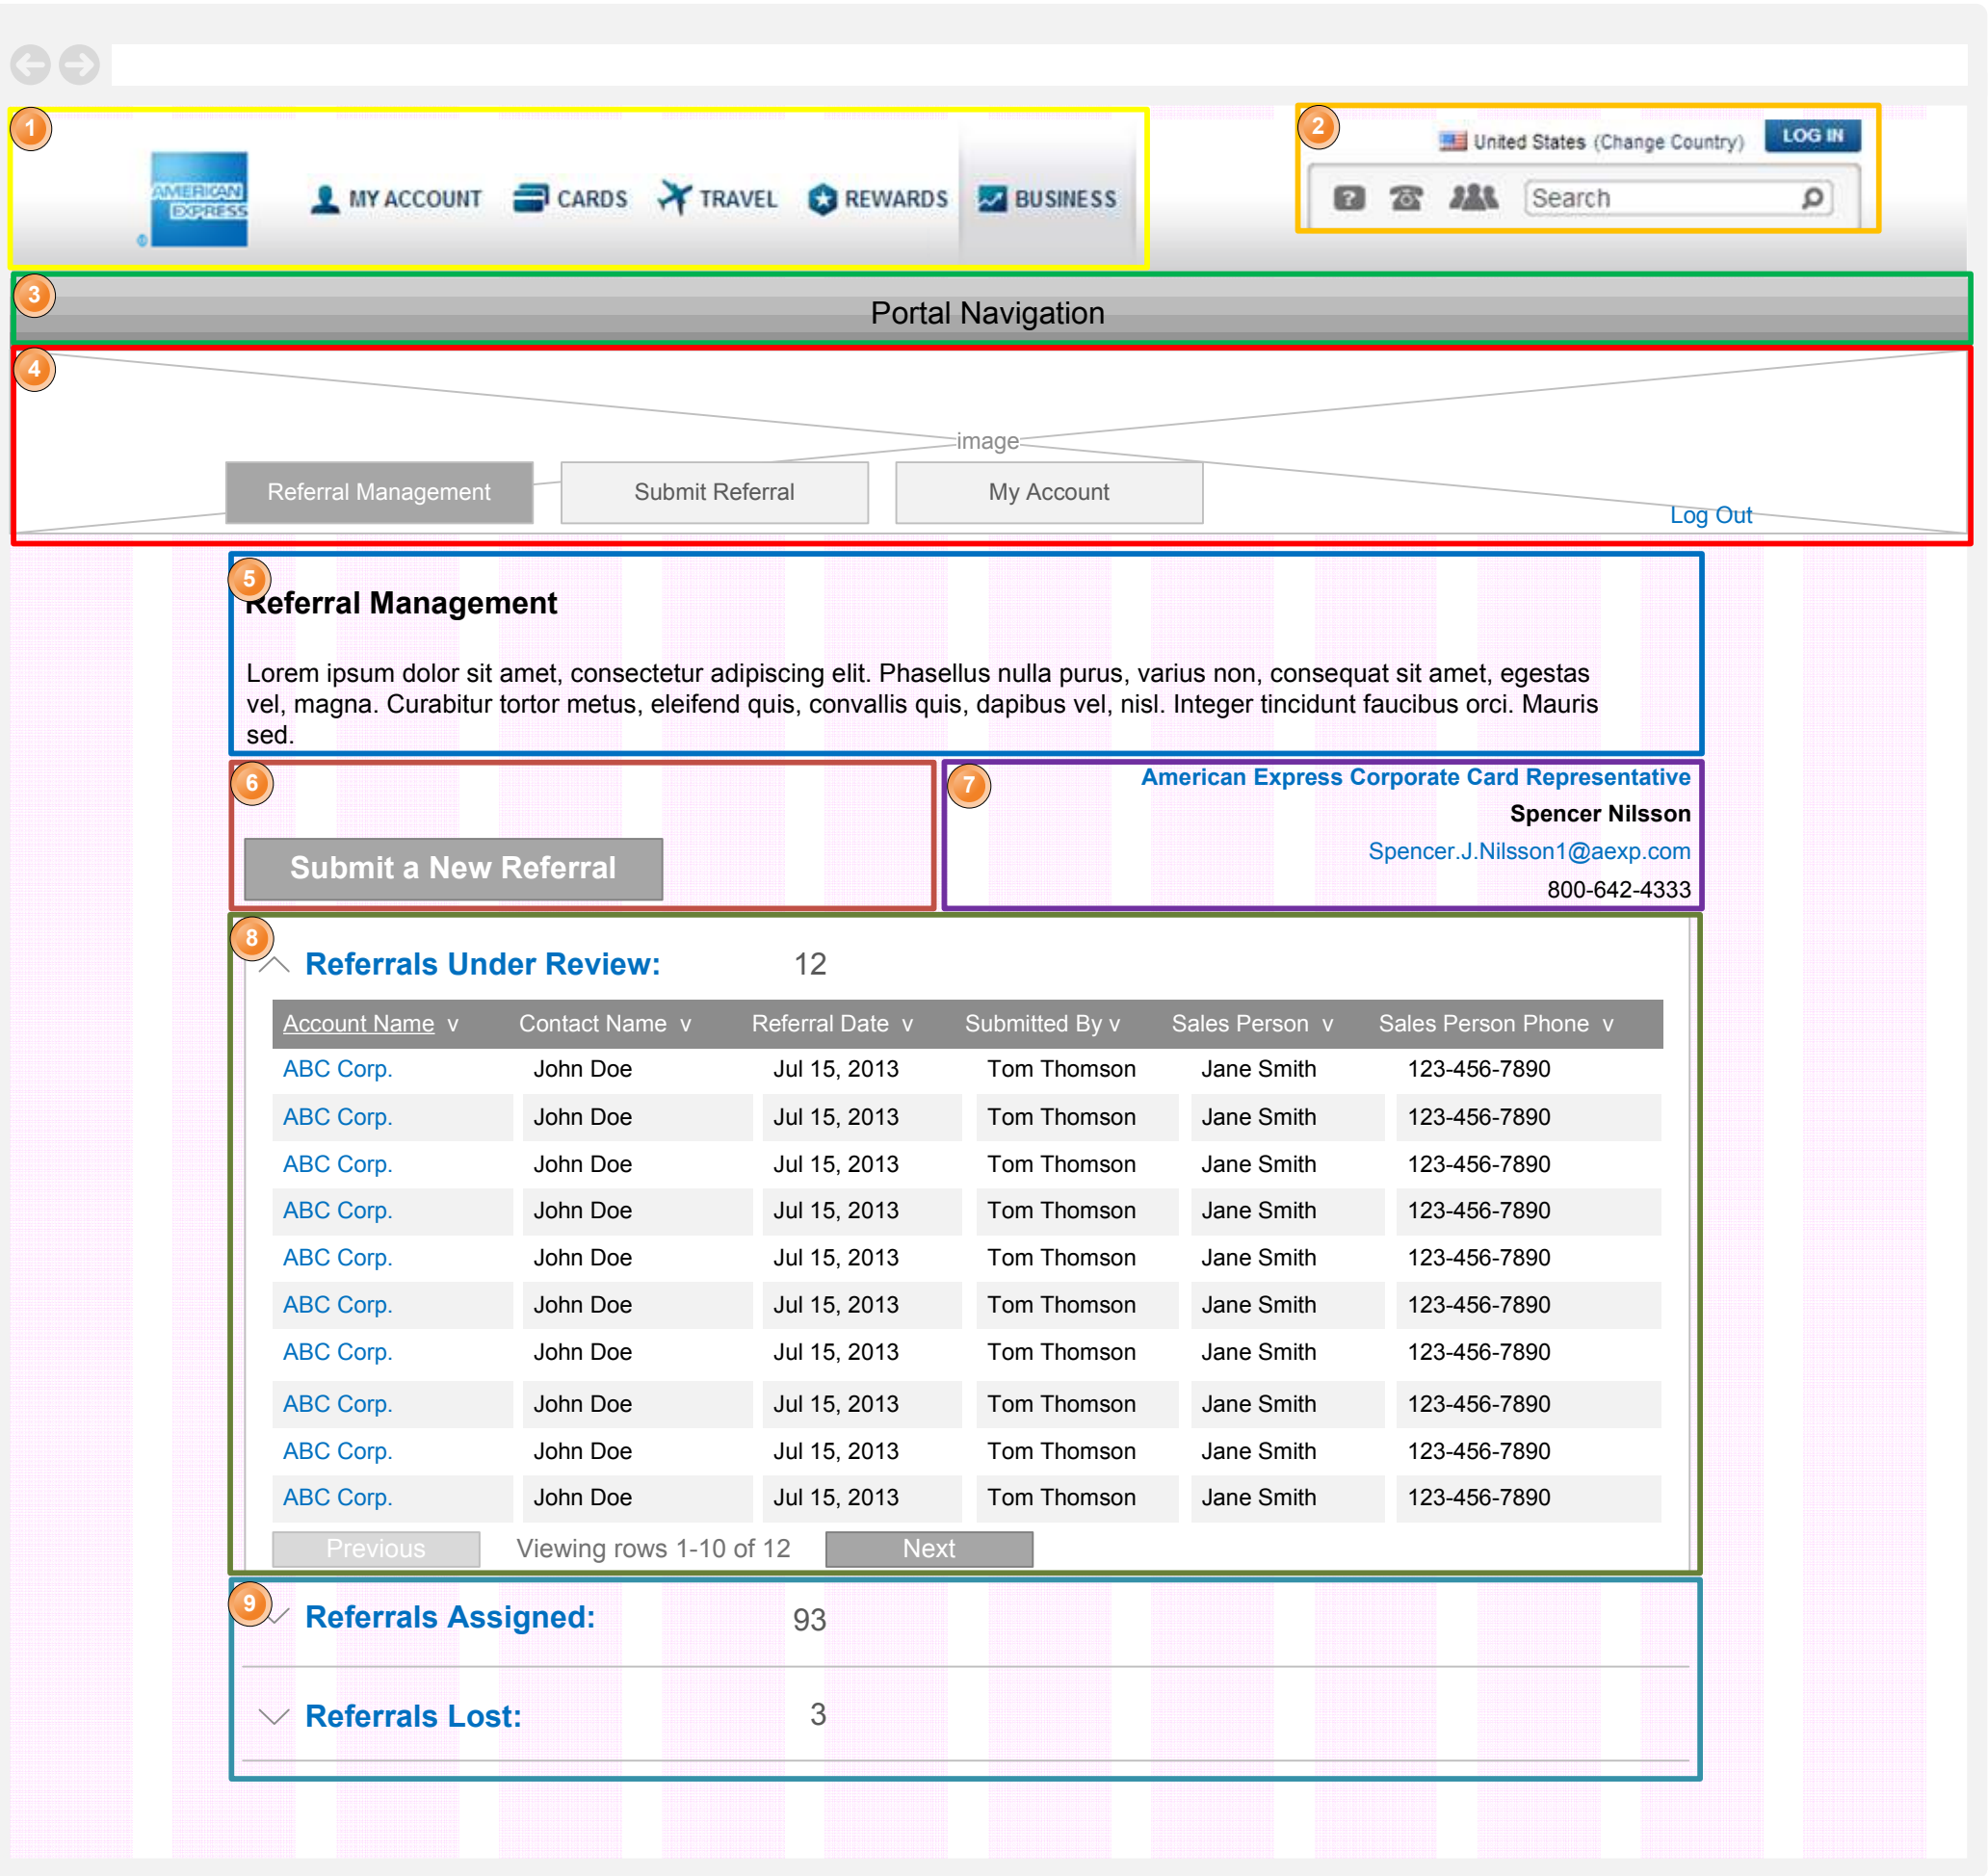 1
2
United States (Change Country) LOG IN
AMERICAN
EXPRESS
®
MY ACCOUNT CARDS TRAVEL REWARDS BUSINESS
? Search
3
Portal Navigation
4
image
Referral Management Submit Referral My Account
Log Out
5
Referral Management
Lorem ipsum dolor sit amet, consectetur adipiscing elit. Phasellus nulla purus, varius non, consequat sit amet, egestas
vel, magna. Curabitur tortor metus, eleifend quis, convallis quis, dapibus vel, nisl. Integer tincidunt faucibus orci. Mauris
sed.
6
Submit a New Referral
7
American Express Corporate Card Representative
Spencer Nilsson
Spencer.J.Nilsson1@aexp.com
800-642-4333
8
Referrals Under Review: 12
Account Name v Contact Name v Referral Date v Submitted By v Sales Person v Sales Person Phone v
ABC Corp. John Doe Jul 15, 2013 Tom Thomson Jane Smith 123-456-7890
ABC Corp. John Doe Jul 15, 2013 Tom Thomson Jane Smith 123-456-7890
ABC Corp. John Doe Jul 15, 2013 Tom Thomson Jane Smith 123-456-7890
ABC Corp. John Doe Jul 15, 2013 Tom Thomson Jane Smith 123-456-7890
ABC Corp. John Doe Jul 15, 2013 Tom Thomson Jane Smith 123-456-7890
ABC Corp. John Doe Jul 15, 2013 Tom Thomson Jane Smith 123-456-7890
ABC Corp. John Doe Jul 15, 2013 Tom Thomson Jane Smith 123-456-7890
ABC Corp. John Doe Jul 15, 2013 Tom Thomson Jane Smith 123-456-7890
ABC Corp. John Doe Jul 15, 2013 Tom Thomson Jane Smith 123-456-7890
ABC Corp. John Doe Jul 15, 2013 Tom Thomson Jane Smith 123-456-7890
Previous Viewing rows 1-10 of 12 Next
9
Referrals Assigned: 93
Referrals Lost: 3